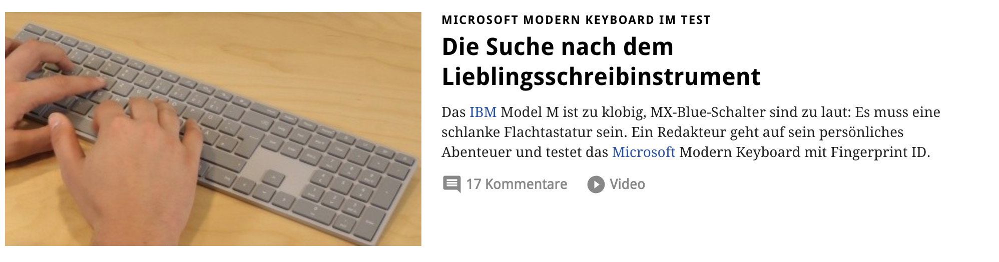 MICROSOFT MODERN KEYBOARD IM TEST
Die Suche nach dem
Lieblingsschreibinstrument
Das IBM Model M ist zu klobig, MX-Blue-Schalter sind zu laut: Es muss eine
schlanke Flachtastatur sein. Ein Redakteur geht auf sein persönliches
Abenteuer und testet das Microsoft Modern Keyboard mit Fingerprint ID.
17 Kommentare Video